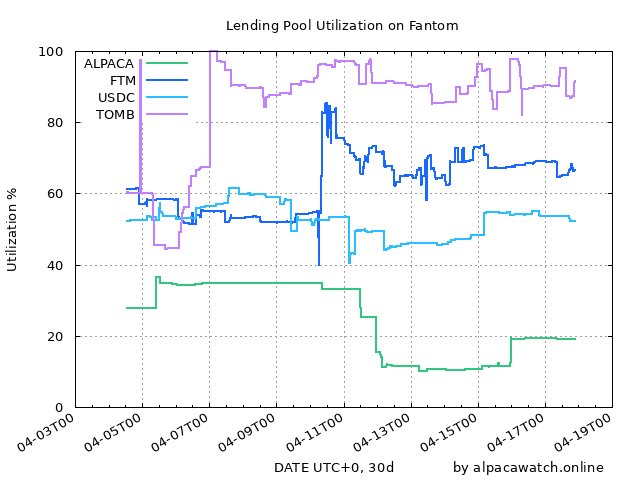 Lending Pool Utilization on Fantom
ALPACA
FTM
USDC
TOMB
Utilization %
100
80
60
40
20
0
04-03T00
04-05T00
04-07T00
04-09T00
04-11T00
04-13T00
04-15T00
04-17T00
04-19T00
DATE UTC+0, 30d
by alpacawatch.online